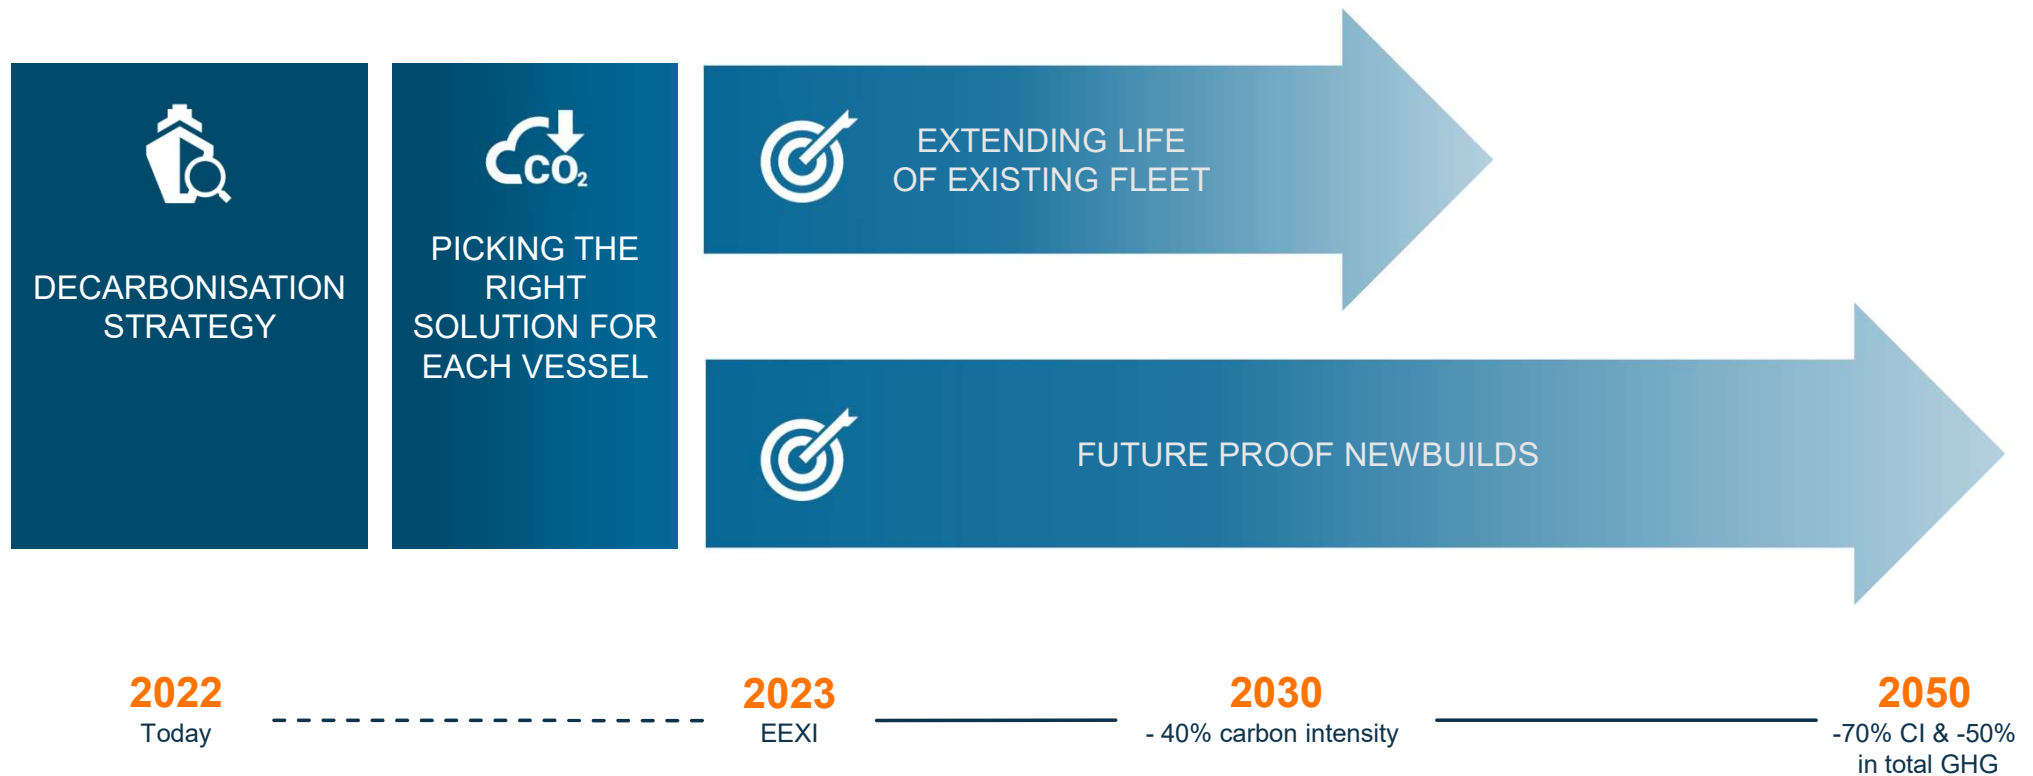 DECARBONISATION
STRATEGY
CO₂
PICKING THE
RIGHT
SOLUTION FOR
EACH VESSEL
EXTENDING LIFE
OF EXISTING FLEET
FUTURE PROOF NEWBUILDS
2022
Today
2023
EEXI
2030
- 40% carbon intensity
2050
-70% CI & -50%
in total GHG